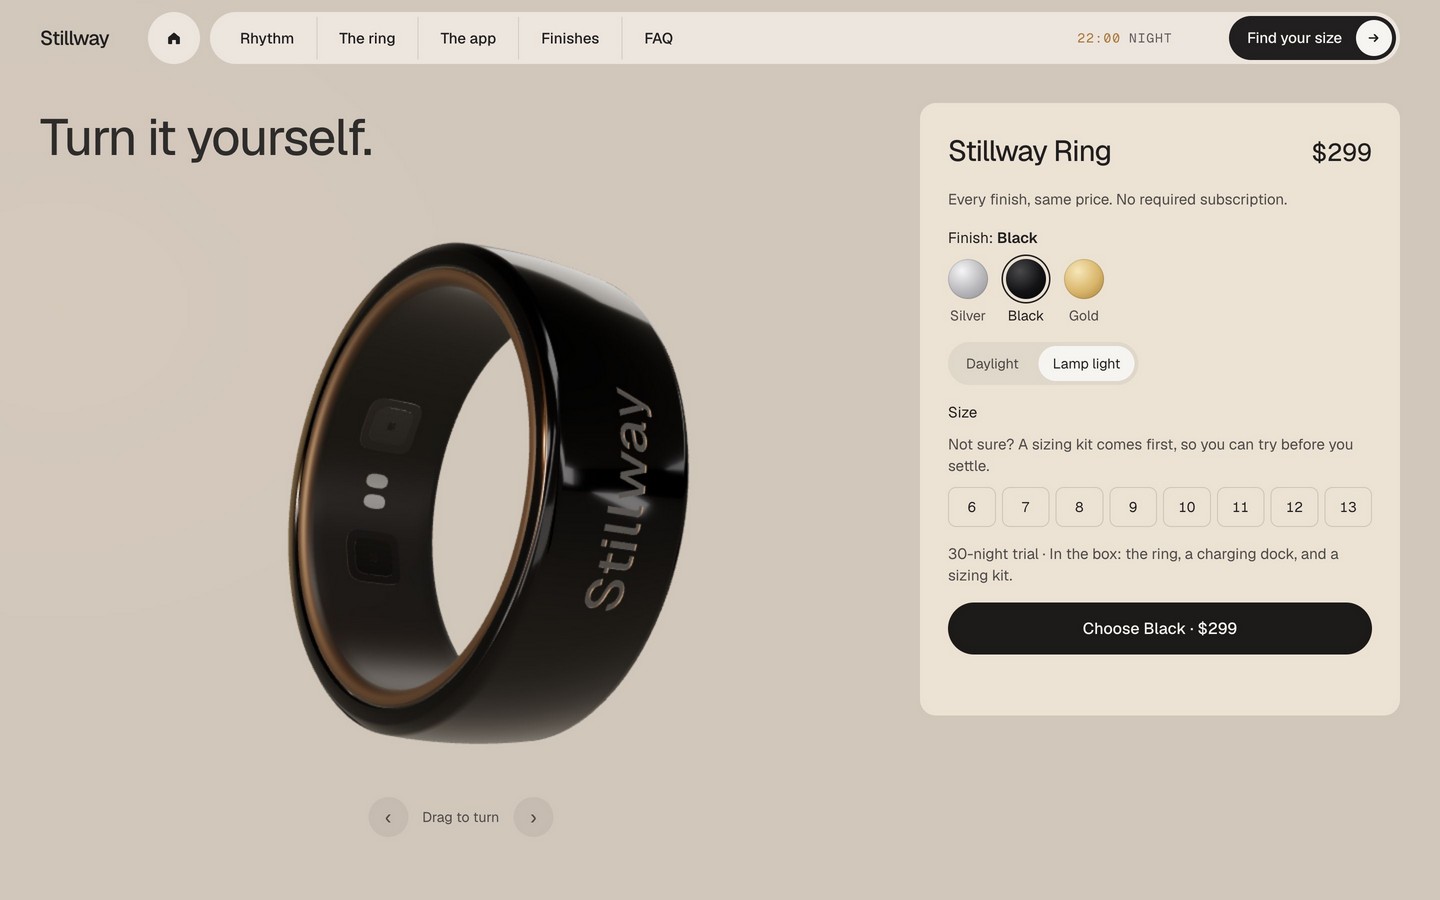 Stillway
Rhythm
The ring
The app
Finishes
FAQ
22:00 NIGHT
Find your size
Turn it yourself.
Stillway
Drag to turn
Stillway Ring
$299
Every finish, same price. No required subscription.
Finish: Black
Silver
Black
Gold
Daylight
Lamp light
Size
Not sure? A sizing kit comes first, so you can try before you
settle.
6
7
8
9
10
11
12
13
30-night trial · In the box: the ring, a charging dock, and a
sizing kit.
Choose Black · $299